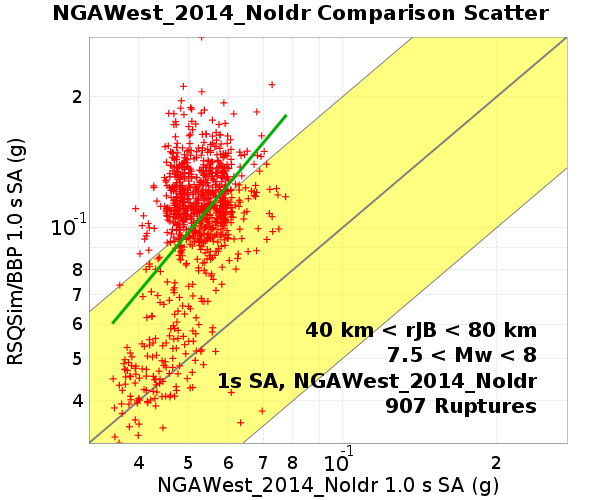 NGAWest_2014_NoIdr Comparison Scatter
RSQSim/BBP 1.0 s SA (g)
2
10⁻¹
8
7
6
5
4
40 km < rJB < 80 km
7.5 < Mw < 8
1s SA, NGAWest_2014_NoIdr
907 Ruptures
4 5 6 7 8 10⁻¹ 2
NGAWest_2014_NoIdr 1.0 s SA (g)